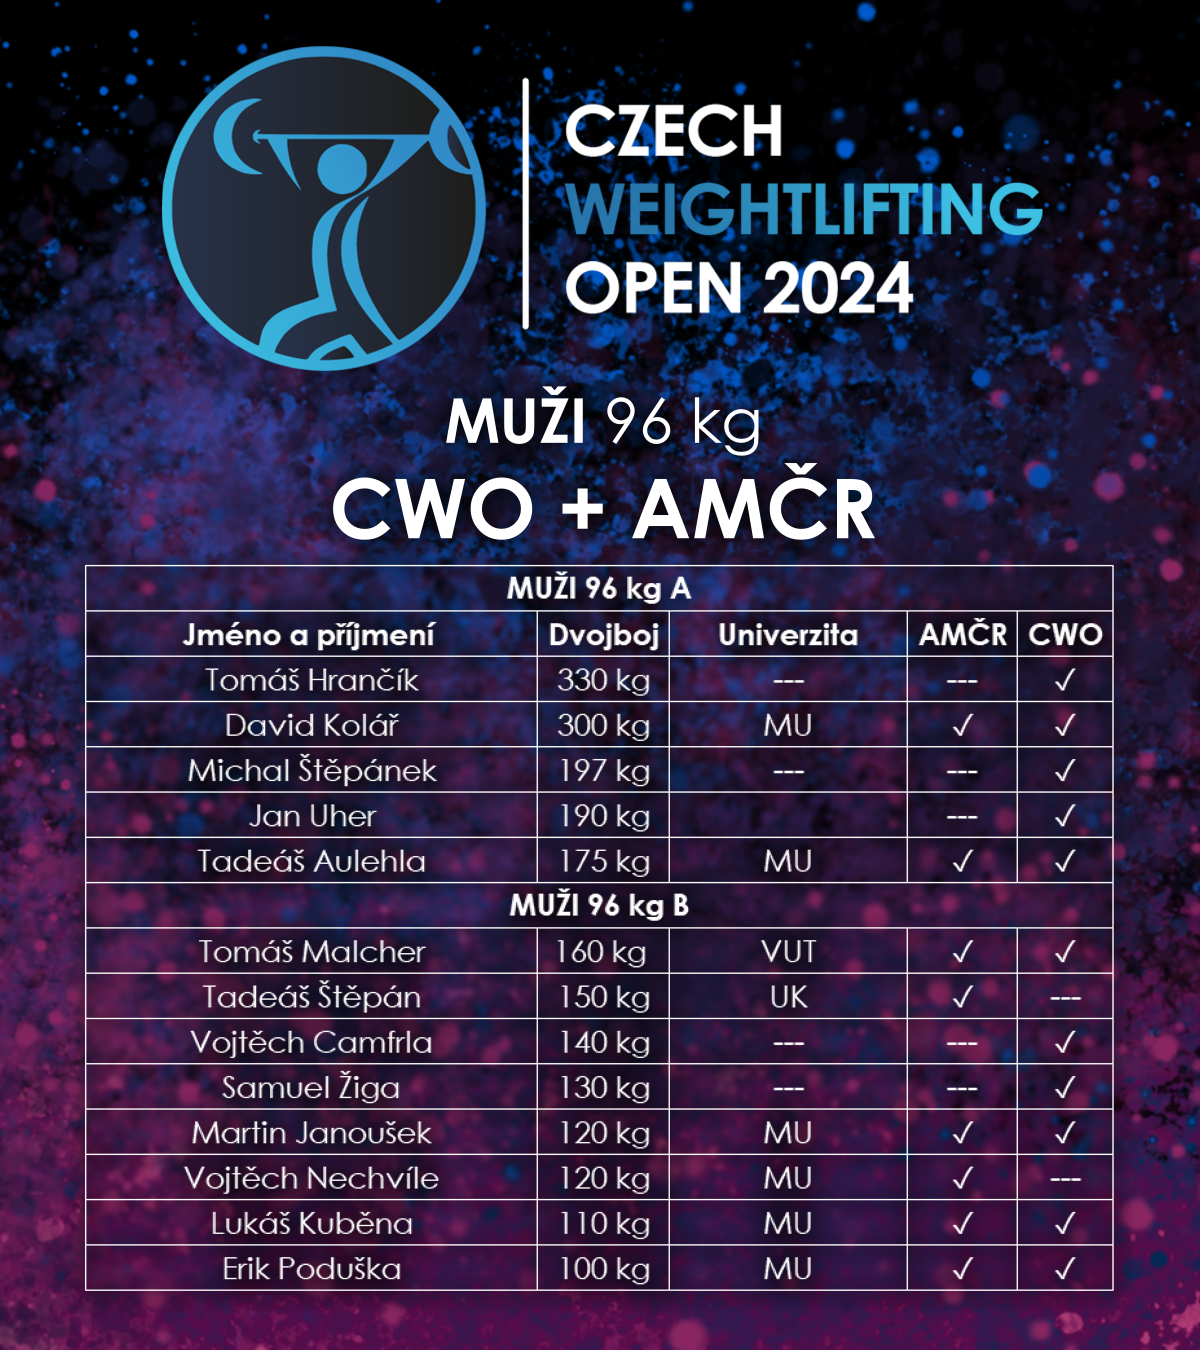 CZECH
WEIGHTLIFTING
OPEN 2024
MUŽI 96 kg
CWO + AMČR
MUŽI 96 kg A
Jméno a příjmení Dvojboj Univerzita AMČR CWO
Tomáš Hrančík 330 kg --- --- ✓
David Kolář 300 kg MU ✓ ✓
Michal Štěpánek 197 kg --- --- ✓
Jan Uher 190 kg --- ✓
Tadeáš Aulehla 175 kg MU ✓ ✓
MUŽI 96 kg B
Tomáš Malcher 160 kg VUT ✓ ✓
Tadeáš Štěpán 150 kg UK ✓ ---
Vojtěch Camfrla 140 kg --- --- ✓
Samuel Žiga 130 kg --- --- ✓
Martin Janoušek 120 kg MU ✓ ✓
Vojtěch Nechvíle 120 kg MU ✓ ---
Lukáš Kuběna 110 kg MU ✓ ✓
Erik Poduška 100 kg MU ✓ ✓